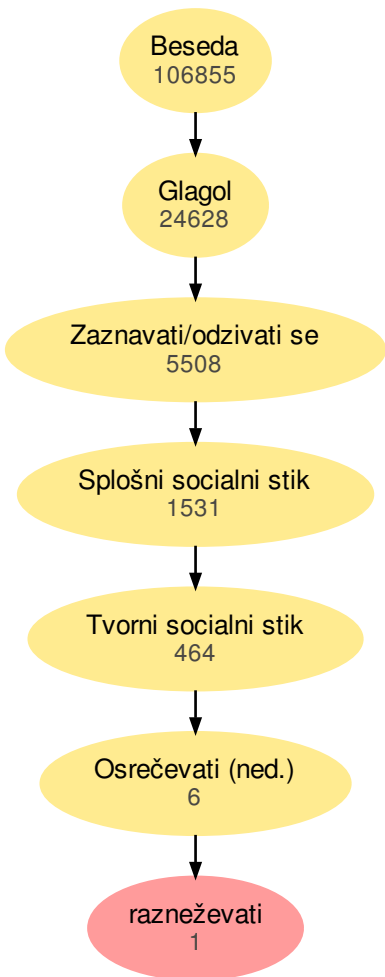 Beseda
106855
Glagol
24628
Zaznavati/odzivati se
5508
Splošni socialni stik
1531
Tvorni socialni stik
464
Osrečevati (ned.)
6
razneževati
1